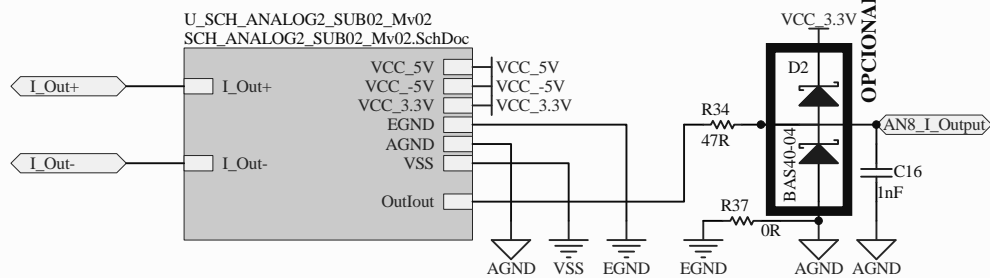 U_SCH_ANALOG2_SUB02_Mv02
SCH_ANALOG2_SUB02_Mv02.SchDoc
I_Out+
I_Out+
I_Out-
I_Out-
VCC_5V
VCC_5V
VCC_-5V
VCC_-5V
VCC_3.3V
VCC_3.3V
EGND
AGND
VSS
OutIout
AGND
VSS
EGND
R34
47R
R37
0R
EGND
VCC_3.3V
D2
BAS40-04
OPCIONAL
AGND
AN8_I_Output
C16
1nF
AGND